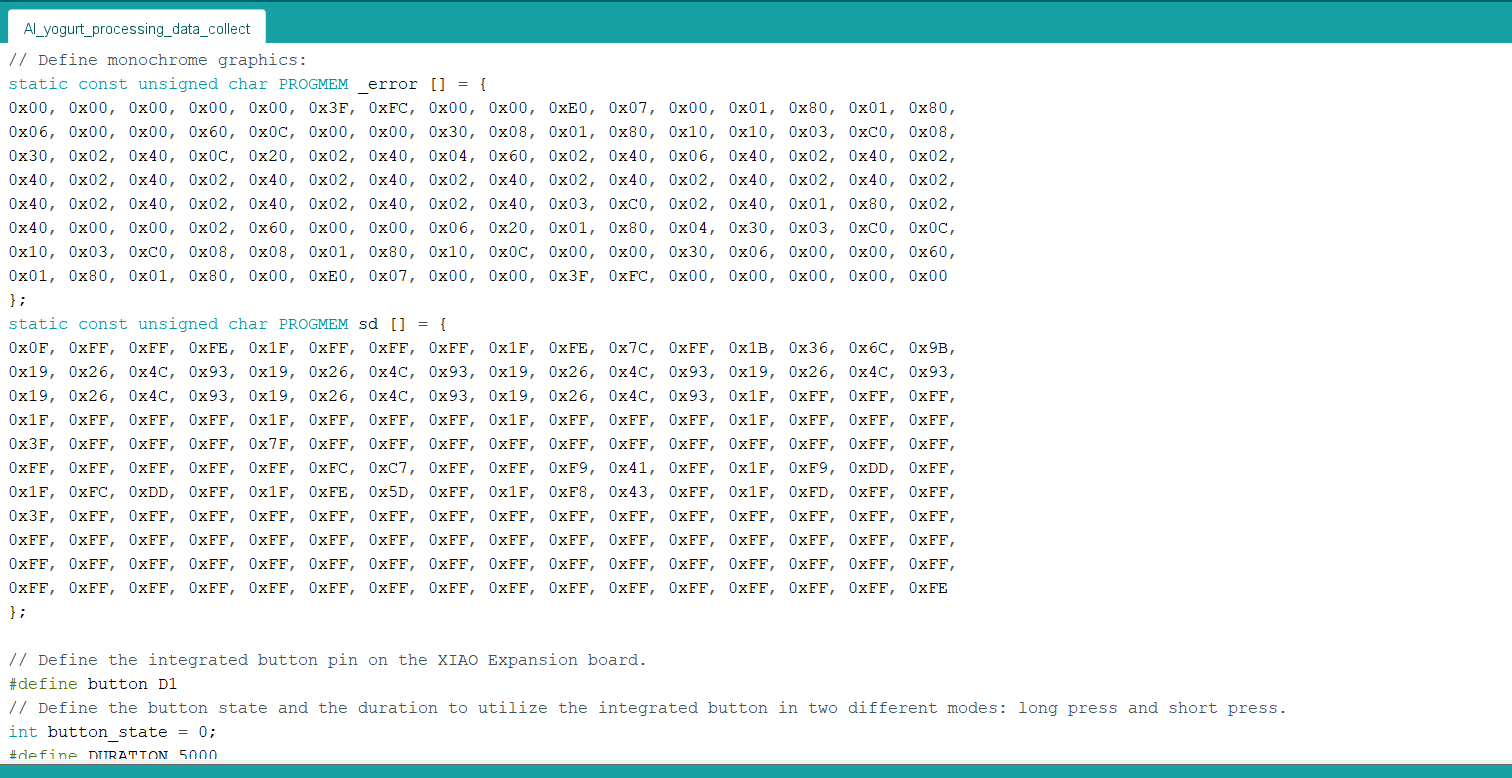 AI_yogurt_processing_data_collect
// Define monochrome graphics:
static const unsigned char PROGMEM _error [] = {
0x00, 0x00, 0x00, 0x00, 0x00, 0x3F, 0xFC, 0x00, 0x00, 0xE0, 0x07, 0x00, 0x01, 0x80, 0x01, 0x80,
0x06, 0x00, 0x00, 0x60, 0x0C, 0x00, 0x00, 0x30, 0x08, 0x01, 0x80, 0x10, 0x10, 0x03, 0xC0, 0x08,
0x30, 0x02, 0x40, 0x0C, 0x20, 0x02, 0x40, 0x04, 0x60, 0x02, 0x40, 0x06, 0x40, 0x02, 0x40, 0x02,
0x40, 0x02, 0x40, 0x02, 0x40, 0x02, 0x40, 0x02, 0x40, 0x02, 0x40, 0x02, 0x40, 0x02, 0x40, 0x02,
0x40, 0x02, 0x40, 0x02, 0x40, 0x02, 0x40, 0x02, 0x40, 0x03, 0xC0, 0x02, 0x40, 0x01, 0x80, 0x02,
0x40, 0x00, 0x00, 0x02, 0x60, 0x00, 0x00, 0x06, 0x20, 0x01, 0x80, 0x04, 0x30, 0x03, 0xC0, 0x0C,
0x10, 0x03, 0xC0, 0x08, 0x08, 0x01, 0x80, 0x10, 0x0C, 0x00, 0x00, 0x30, 0x06, 0x00, 0x00, 0x60,
0x01, 0x80, 0x01, 0x80, 0x00, 0xE0, 0x07, 0x00, 0x00, 0x3F, 0xFC, 0x00, 0x00, 0x00, 0x00, 0x00
};
static const unsigned char PROGMEM sd [] = {
0x0F, 0xFF, 0xFF, 0xFE, 0x1F, 0xFF, 0xFF, 0xFF, 0x1F, 0xFE, 0x7C, 0xFF, 0x1B, 0x36, 0x6C, 0x9B,
0x19, 0x26, 0x4C, 0x93, 0x19, 0x26, 0x4C, 0x93, 0x19, 0x26, 0x4C, 0x93, 0x19, 0x26, 0x4C, 0x93,
0x19, 0x26, 0x4C, 0x93, 0x19, 0x26, 0x4C, 0x93, 0x19, 0x26, 0x4C, 0x93, 0x1F, 0xFF, 0xFF, 0xFF,
0x1F, 0xFF, 0xFF, 0xFF, 0x1F, 0xFF, 0xFF, 0xFF, 0x1F, 0xFF, 0xFF, 0xFF, 0x1F, 0xFF, 0xFF, 0xFF,
0x3F, 0xFF, 0xFF, 0xFF, 0x7F, 0xFF, 0xFF, 0xFF, 0xFF, 0xFF, 0xFF, 0xFF, 0xFF, 0xFF, 0xFF, 0xFF,
0xFF, 0xFF, 0xFF, 0xFF, 0xFF, 0xFC, 0xC7, 0xFF, 0xFF, 0xF9, 0x41, 0xFF, 0x1F, 0xF9, 0xDD, 0xFF,
0x1F, 0xFC, 0xDD, 0xFF, 0x1F, 0xFE, 0x5D, 0xFF, 0x1F, 0xF8, 0x43, 0xFF, 0x1F, 0xFD, 0xFF, 0xFF,
0x3F, 0xFF, 0xFF, 0xFF, 0xFF, 0xFF, 0xFF, 0xFF, 0xFF, 0xFF, 0xFF, 0xFF, 0xFF, 0xFF, 0xFF, 0xFF,
0xFF, 0xFF, 0xFF, 0xFF, 0xFF, 0xFF, 0xFF, 0xFF, 0xFF, 0xFF, 0xFF, 0xFF, 0xFF, 0xFF, 0xFF, 0xFF,
0xFF, 0xFF, 0xFF, 0xFF, 0xFF, 0xFF, 0xFF, 0xFF, 0xFF, 0xFF, 0xFF, 0xFF, 0xFF, 0xFF, 0xFF, 0xFF,
0xFF, 0xFF, 0xFF, 0xFF, 0xFF, 0xFF, 0xFF, 0xFF, 0xFF, 0xFF, 0xFF, 0xFF, 0xFF, 0xFF, 0xFF, 0xFE
};
// Define the integrated button pin on the XIAO Expansion board.
#define button D1
// Define the button state and the duration to utilize the integrated button in two different modes: long press and short press.
int button_state = 0;
#define DURATION 5000